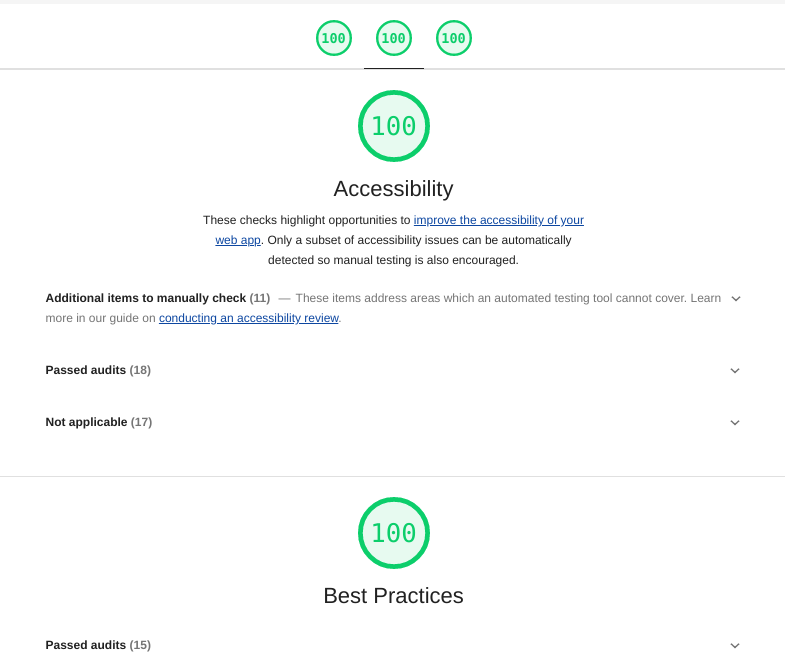 100 100 100
100
Accessibility
These checks highlight opportunities to improve the accessibility of your
web app. Only a subset of accessibility issues can be automatically
detected so manual testing is also encouraged.
Additional items to manually check (11) — These items address areas which an automated testing tool cannot cover. Learn
more in our guide on conducting an accessibility review.
Passed audits (18)
Not applicable (17)
100
Best Practices
Passed audits (15)